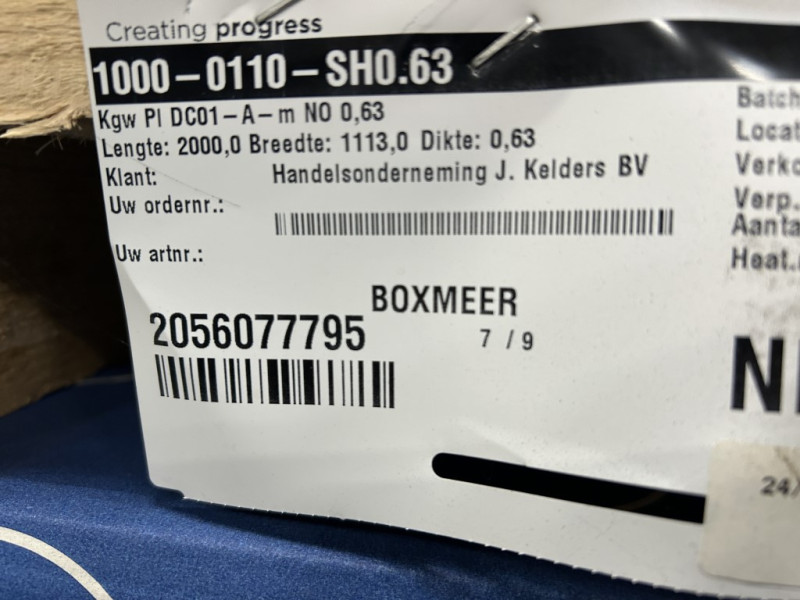 Creating progress
1000-0110-SH0.63
Kgw Pl DC01-A-m NO 0,63
Lengte: 2000,0 Breedte: 1113,0 Dikte: 0,63
Klant: Handelsonderneming J. Kelders BV
Uw ordernr.:
Uw artnr.:
BOXMEER
2056077795
7 / 9
Batch
Locat
Verko
Verp.
Aanta
Heat.
24/